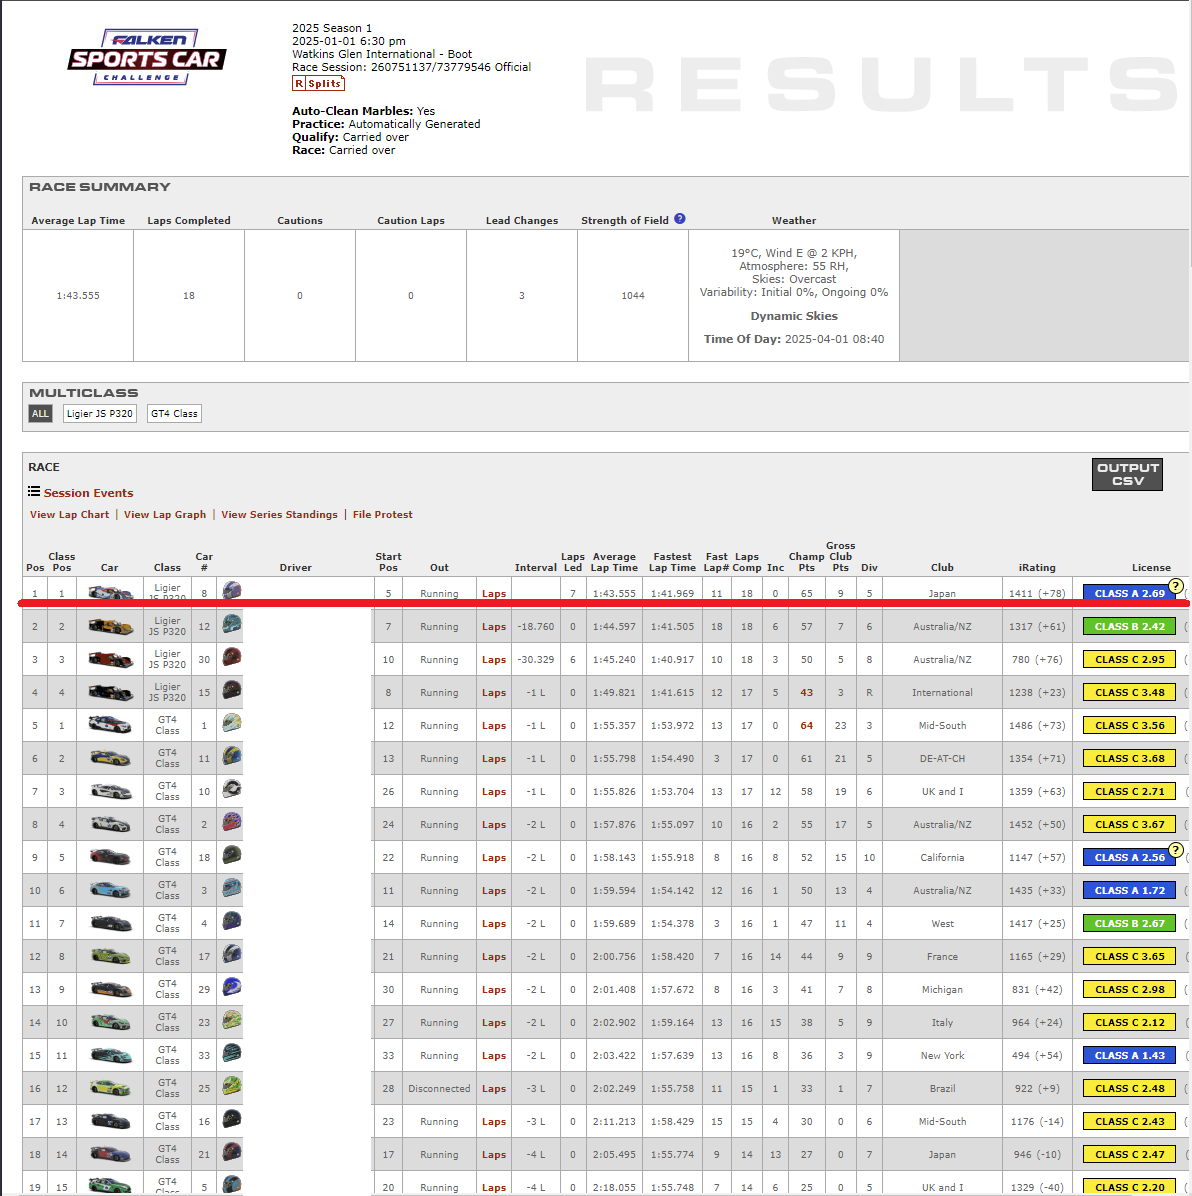 FALKEN
SPORTS CAR
CHALLENGE
2025 Season 1
2025-01-01 6:30 pm
Watkins Glen International - Boot
Race Session: 260751137/73779546 Official
R Splits
Auto-Clean Marbles: Yes
Practice: Automatically Generated
Qualify: Carried over
Race: Carried over
RESULTS
RACE SUMMARY
Average Lap Time Laps Completed Cautions Caution Laps Lead Changes Strength of Field ? Weather
1:43.555 18 0 0 3 1044
19°C, Wind E @ 2 KPH,
Atmosphere: 55 RH,
Skies: Overcast
Variability: Initial 0%, Ongoing 0%
Dynamic Skies
Time Of Day: 2025-04-01 08:40
MULTICLASS
ALL Ligier JS P320 GT4 Class
RACE
OUTPUT
CSV
Session Events
View Lap Chart | View Lap Graph | View Series Standings | File Protest
Pos Class Pos Car Class Car # Driver Start Pos Out Interval Laps Led Average Lap Time Fastest Lap Time Fast Lap# Laps Comp Inc Champ Pts Gross Club Pts Div Club iRating License
1 1 Ligier JS P320 8 5 Running Laps 7 1:43.555 1:41.969 11 18 0 65 9 5 Japan 1411 (+78) CLASS A 2.69 ? (
2 2 Ligier JS P320 12 7 Running Laps -18.760 0 1:44.597 1:41.505 18 18 6 57 7 6 Australia/NZ 1317 (+61) CLASS B 2.42 (
3 3 Ligier JS P320 30 10 Running Laps -30.329 6 1:45.240 1:40.917 10 18 3 50 5 8 Australia/NZ 780 (+76) CLASS C 2.95 (
4 4 Ligier JS P320 15 8 Running Laps -1 L 0 1:49.821 1:41.615 12 17 5 43 3 R International 1238 (+23) CLASS C 3.48 (
5 1 GT4 Class 1 12 Running Laps -1 L 0 1:55.357 1:53.972 13 17 0 64 23 3 Mid-South 1486 (+73) CLASS C 3.56 (
6 2 GT4 Class 11 13 Running Laps -1 L 0 1:55.798 1:54.490 3 17 0 61 21 5 DE-AT-CH 1354 (+71) CLASS C 3.68 (
7 3 GT4 Class 10 26 Running Laps -1 L 0 1:55.826 1:53.704 13 17 12 58 19 6 UK and I 1359 (+63) CLASS C 2.71 (
8 4 GT4 Class 2 24 Running Laps -2 L 0 1:57.876 1:55.097 10 16 2 55 17 5 Australia/NZ 1452 (+50) CLASS C 3.67 (
9 5 GT4 Class 18 22 Running Laps -2 L 0 1:58.143 1:55.918 8 16 8 52 15 10 California 1147 (+57) CLASS A 2.56 ? (
10 6 GT4 Class 3 11 Running Laps -2 L 0 1:59.594 1:54.142 12 16 1 50 13 4 Australia/NZ 1435 (+33) CLASS A 1.72 (
11 7 GT4 Class 4 14 Running Laps -2 L 0 1:59.689 1:54.378 3 16 1 47 11 4 West 1417 (+25) CLASS B 2.67 (
12 8 GT4 Class 17 21 Running Laps -2 L 0 2:00.756 1:58.420 7 16 14 44 9 9 France 1165 (+29) CLASS C 3.65 (
13 9 GT4 Class 29 30 Running Laps -2 L 0 2:01.408 1:57.672 8 16 3 41 7 8 Michigan 831 (+42) CLASS C 2.98 (
14 10 GT4 Class 23 27 Running Laps -2 L 0 2:02.902 1:59.164 13 16 15 38 5 9 Italy 964 (+24) CLASS C 2.12 (
15 11 GT4 Class 33 33 Running Laps -2 L 0 2:03.422 1:57.639 13 16 8 36 3 9 New York 494 (+54) CLASS A 1.43 (
16 12 GT4 Class 25 28 Disconnected Laps -3 L 0 2:02.249 1:55.758 11 15 1 33 1 7 Brazil 922 (+9) CLASS C 2.48 (
17 13 GT4 Class 16 23 Running Laps -3 L 0 2:11.213 1:58.429 15 15 4 30 0 6 Mid-South 1176 (-14) CLASS C 2.43 (
18 14 GT4 Class 21 17 Running Laps -4 L 0 2:05.495 1:55.774 9 14 13 27 0 7 Japan 946 (-10) CLASS C 2.47 (
19 15 GT4 Class 5 20 Running Laps -4 L 0 2:18.055 1:55.748 7 14 6 25 0 5 UK and I 1329 (-40) CLASS C 2.20 (